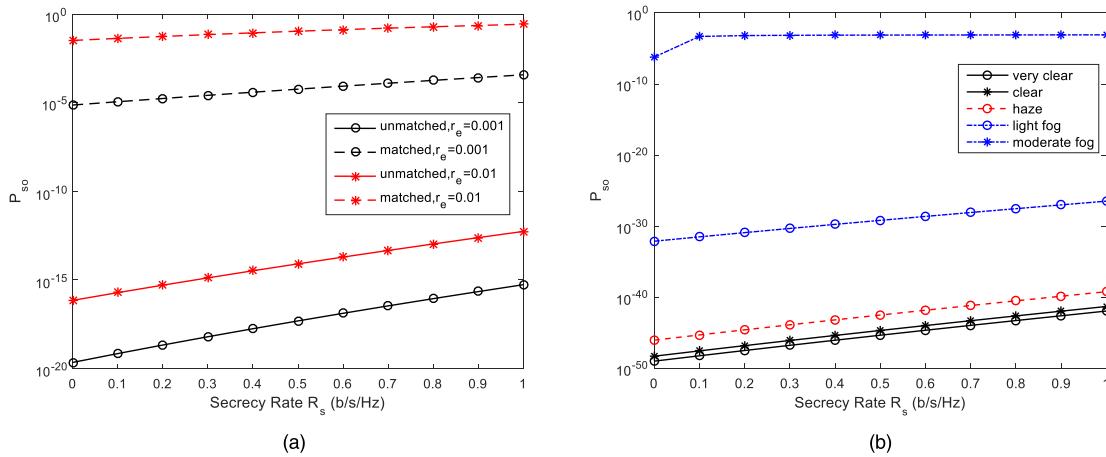 10^0
10^-5
10^-10
10^-15
10^-20
P_so
unmatched,r_e=0.001
matched,r_e=0.001
unmatched,r_e=0.01
matched,r_e=0.01
0 0.1 0.2 0.3 0.4 0.5 0.6 0.7 0.8 0.9 1
Secrecy Rate R_s (b/s/Hz)
(a)
10^0
10^-10
10^-20
10^-30
10^-40
10^-50
P_so
very clear
clear
haze
light fog
moderate fog
0 0.1 0.2 0.3 0.4 0.5 0.6 0.7 0.8 0.9 1
Secrecy Rate R_s (b/s/Hz)
(b)